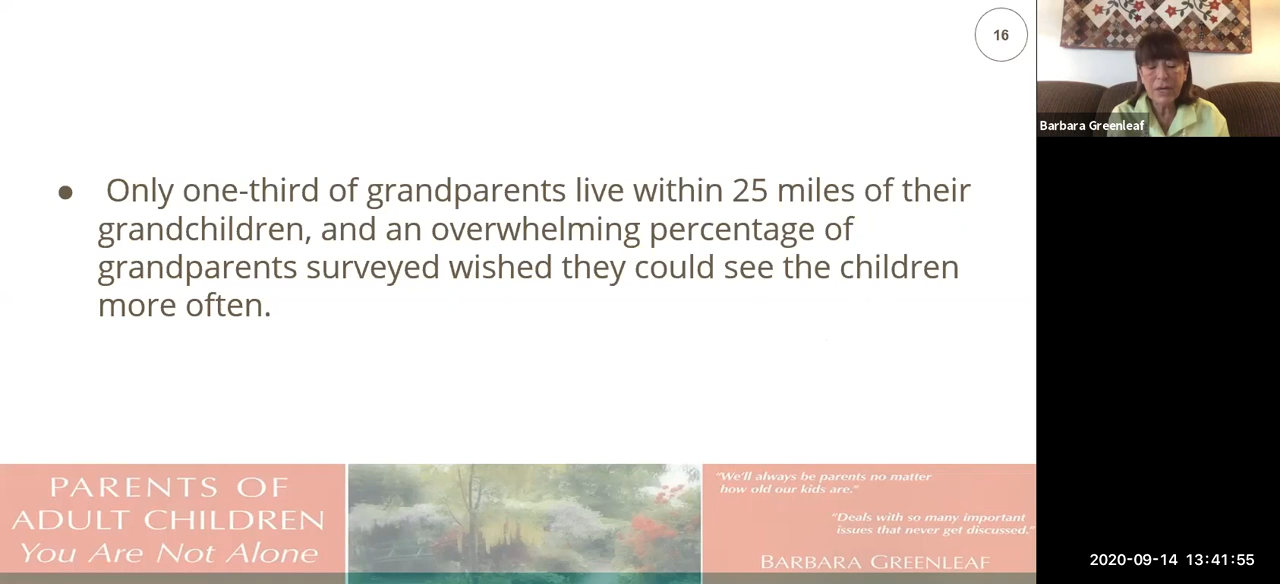 16
● Only one-third of grandparents live within 25 miles of their
grandchildren, and an overwhelming percentage of
grandparents surveyed wished they could see the children
more often.
PARENTS OF
ADULT CHILDREN
You Are Not Alone
"We'll always be parents no matter
how old our kids are."
"Deals with so many important
issues that never get discussed."
BARBARA GREENLEAF
Barbara Greenleaf
2020-09-14 13:41:55